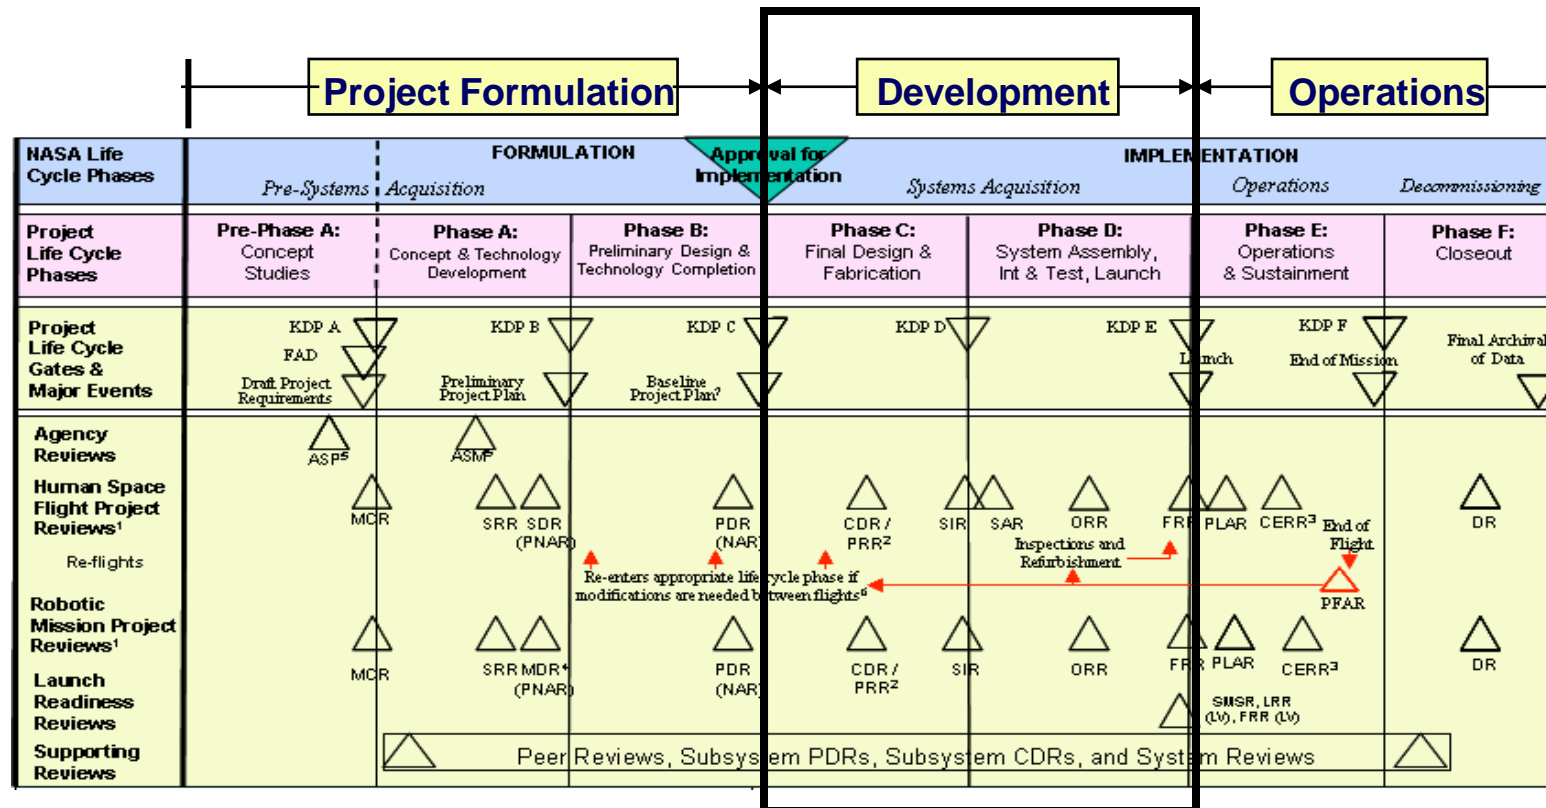 Project Formulation
Development
Operations
NASA Life
Cycle Phases
FORMULATION
Pre-Systems Acquisition
Approval for
Implementation
IMPLEMENTATION
Systems Acquisition
Operations
Decommissioning
Project
Life Cycle
Phases
Pre-Phase A:
Concept
Studies
Phase A:
Concept & Technology
Development
Phase B:
Preliminary Design &
Technology Completion
Phase C:
Final Design &
Fabrication
Phase D:
System Assembly,
Int & Test, Launch
Phase E:
Operations
& Sustainment
Phase F:
Closeout
Project
Life Cycle
Gates &
Major Events
KDP A
FAD
Draft Project
Requirements
KDP B
Preliminary
Project Plan
KDP C
Baseline
Project Plan⁷
KDP D
KDP E
Launch
KDP F
End of Mission
Final Archival
of Data
Agency
Reviews
ASP⁵
ASM⁵
Human Space
Flight Project
Reviews¹
MCR
SRR
SDR
(PNAR)
PDR
(NAR)
CDR /
PRR²
SIR
SAR
ORR
FRR
PLAR
CERR³
End of
Flight
DR
Re-flights
Re-enters appropriate life cycle phase if
modifications are needed between flights⁶
Inspections and
Refurbishment
PFAR
Robotic
Mission Project
Reviews¹
MCR
SRR
MDR⁴
(PNAR)
PDR
(NAR)
CDR /
PRR²
SIR
ORR
FRR
PLAR
CERR³
DR
Launch
Readiness
Reviews
SMSR, LRR
(LV), FRR (LV)
Supporting
Reviews
Peer Reviews, Subsystem PDRs, Subsystem CDRs, and System Reviews